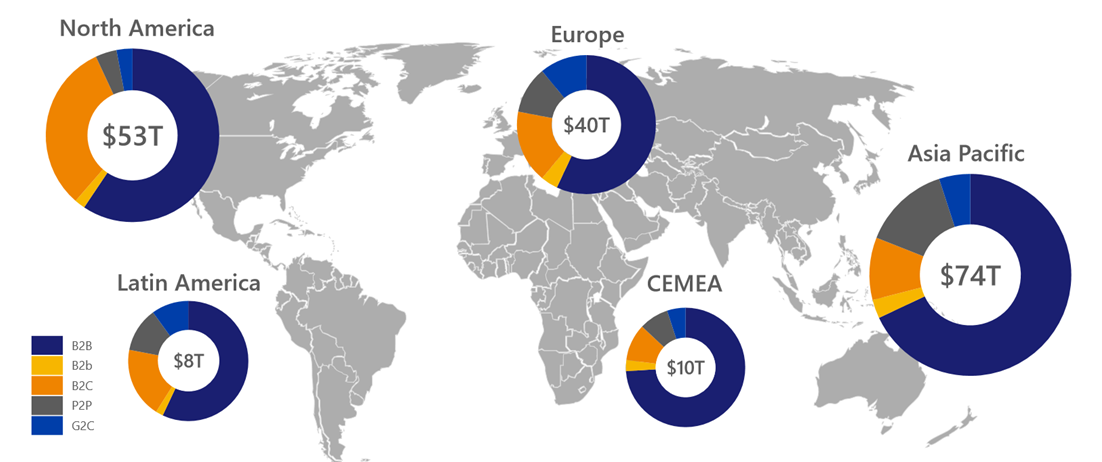 North America
$53T
Europe
$40T
Asia Pacific
$74T
Latin America
$8T
CEMEA
$10T
B2B
B2b
B2C
P2P
G2C